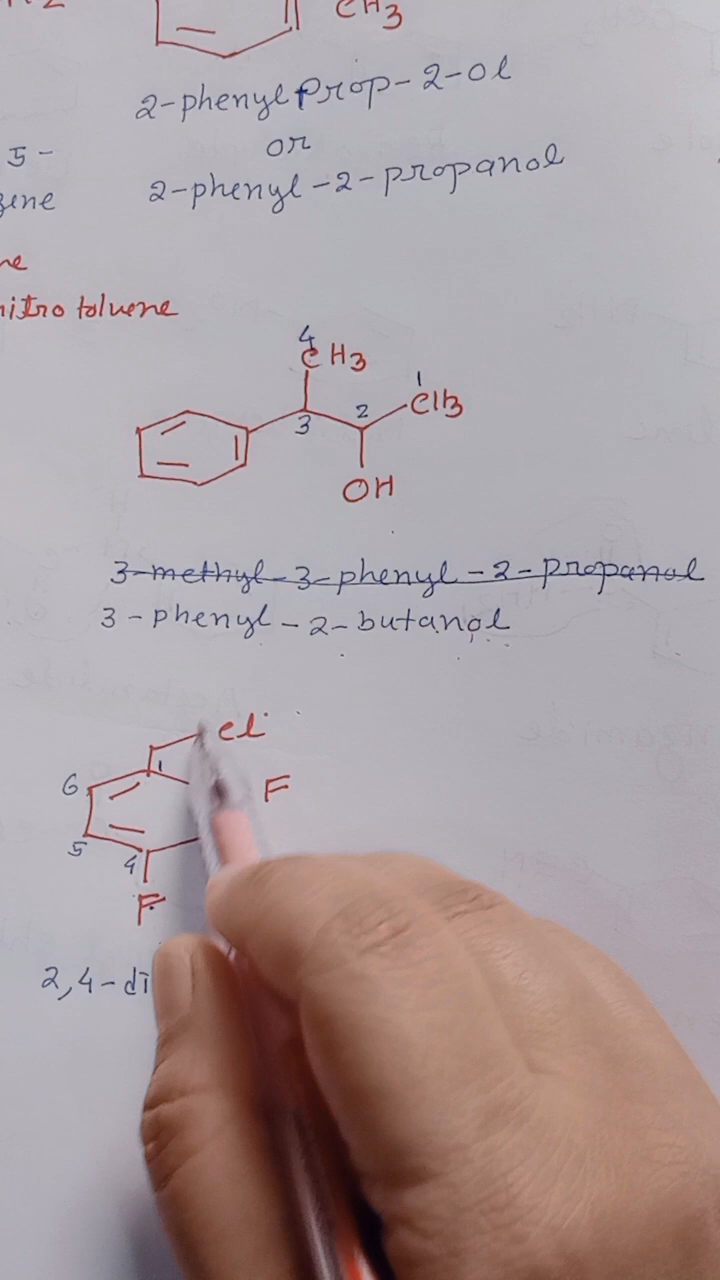 CH3
2-phenyl Prop-2-ol
or
5-
2-phenyl-2-propanol
nitro toluene
4
CH3
1
CH3
2
3
OH
3-methyl-3-phenyl-2-propanol
3-phenyl-2-butanol
Cl
1
6
F
5
4
F
2,4-di